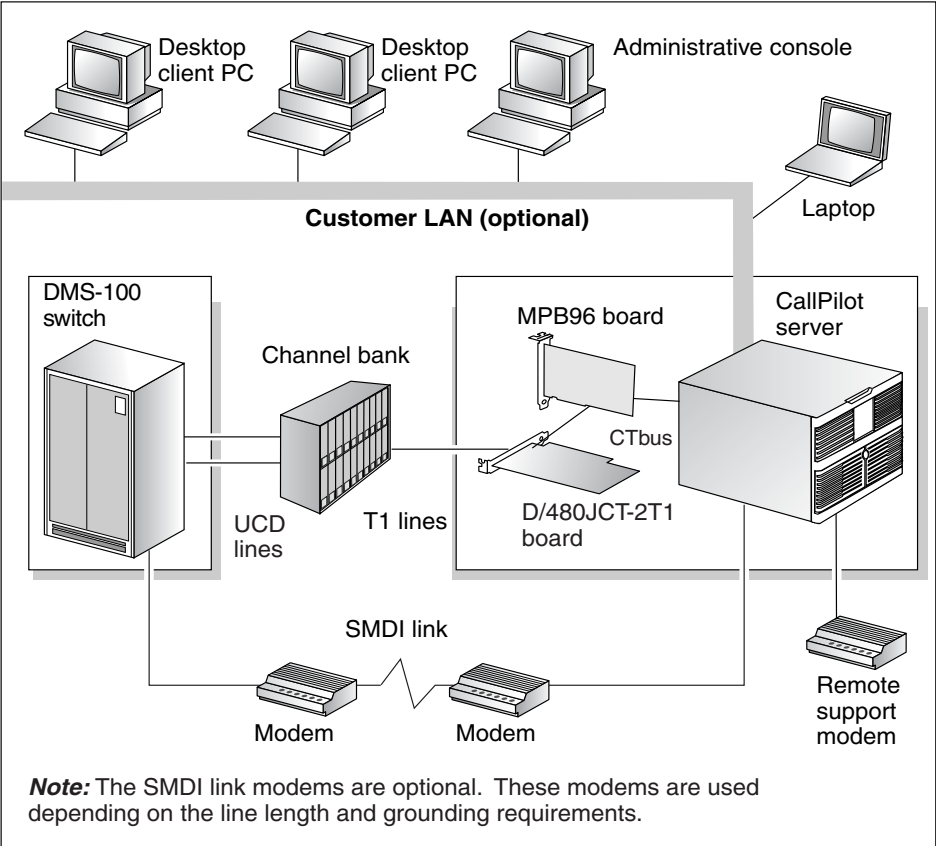 Desktop
client PC
Desktop
client PC
Administrative console
Laptop
Customer LAN (optional)
DMS-100
switch
Channel bank
MPB96 board
CallPilot
server
CTbus
UCD
lines
T1 lines
D/480JCT-2T1
board
SMDI link
Modem
Modem
Remote
support
modem
Note: The SMDI link modems are optional. These modems are used
depending on the line length and grounding requirements.